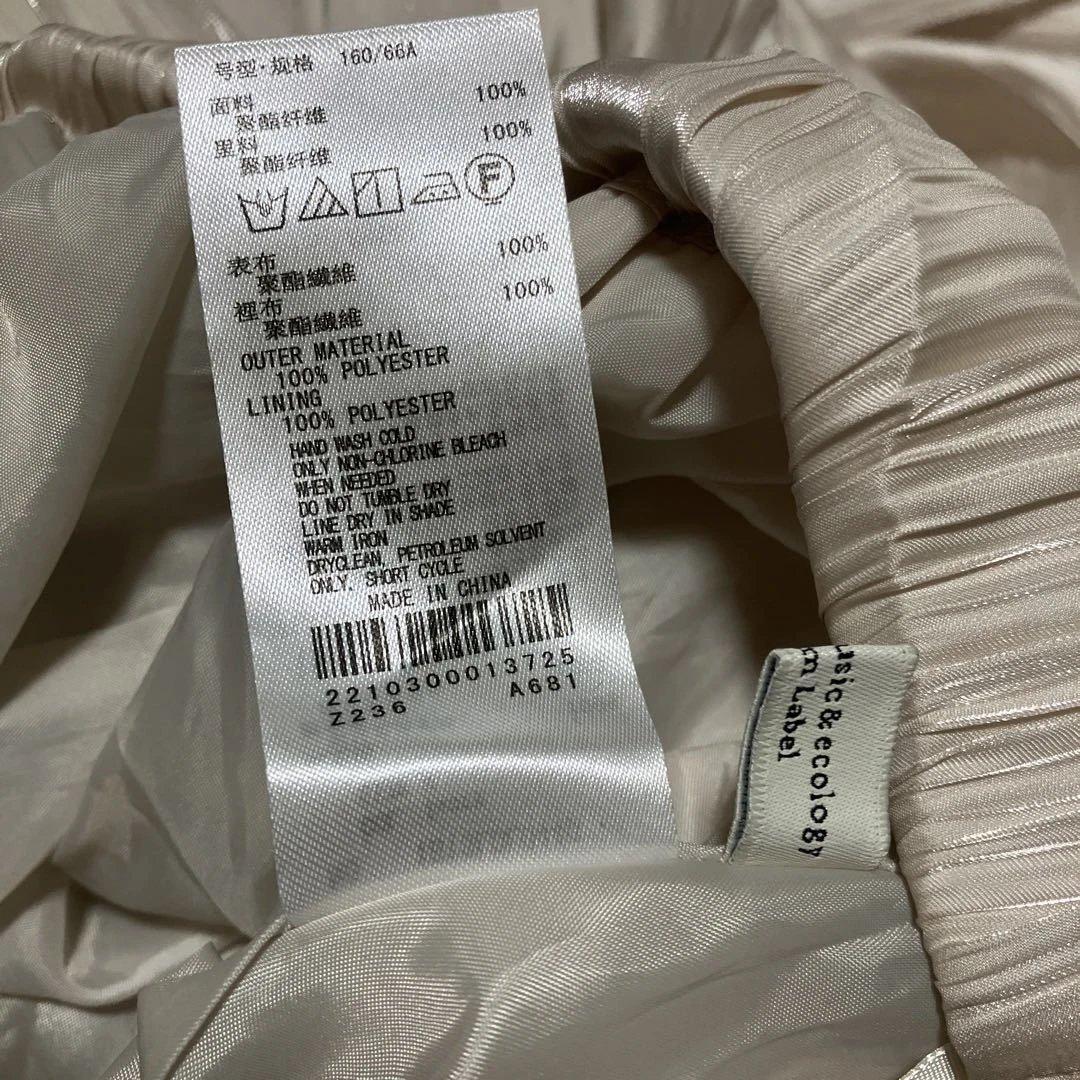 号型·规格 160/66A
面料
聚酯纤维 100%
里料
聚酯纤维 100%
F
表布
聚酯纖維 100%
裡布
聚酯纖維 100%
OUTER MATERIAL
100% POLYESTER
LINING
100% POLYESTER
HAND WASH COLD
ONLY NON-CHLORINE BLEACH
WHEN NEEDED
DO NOT TUMBLE DRY
LINE DRY IN SHADE
WARM IRON
DRYCLEAN, PETROLEUM SOLVENT
ONLY. SHORT CYCLE
MADE IN CHINA
2210300013725
Z236 A681
&ecology
Label